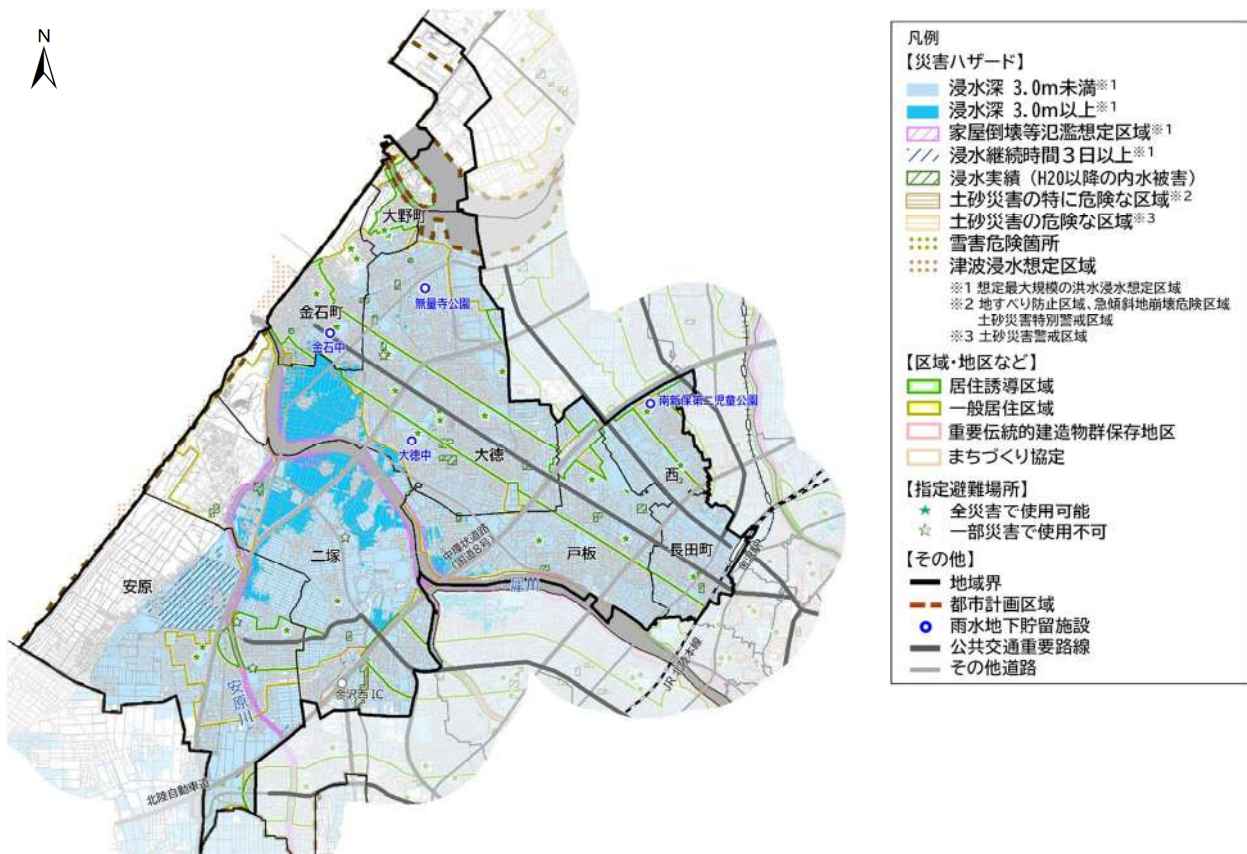 N
大野町
無量寺公園
金石町
金石中
南新保第二児童公園
大徳中
大徳
西
中環状道路
(国道8号)
戸板
長田町
金沢駅
二塚
安原
犀川
JR北陸本線
金沢西IC
安原川
北陸自動車道
凡例
【災害ハザード】
浸水深 3.0m未満※1
浸水深 3.0m以上※1
家屋倒壊等氾濫想定区域※1
浸水継続時間3日以上※1
浸水実績（H20以降の内水被害）
土砂災害の特に危険な区域※2
土砂災害の危険な区域※3
雪害危険箇所
津波浸水想定区域
※1 想定最大規模の洪水浸水想定区域
※2 地すべり防止区域、急傾斜地崩壊危険区域
土砂災害特別警戒区域
※3 土砂災害警戒区域
【区域・地区など】
居住誘導区域
一般居住区域
重要伝統的建造物群保存地区
まちづくり協定
【指定避難場所】
全災害で使用可能
一部災害で使用不可
【その他】
地域界
都市計画区域
雨水地下貯留施設
公共交通重要路線
その他道路